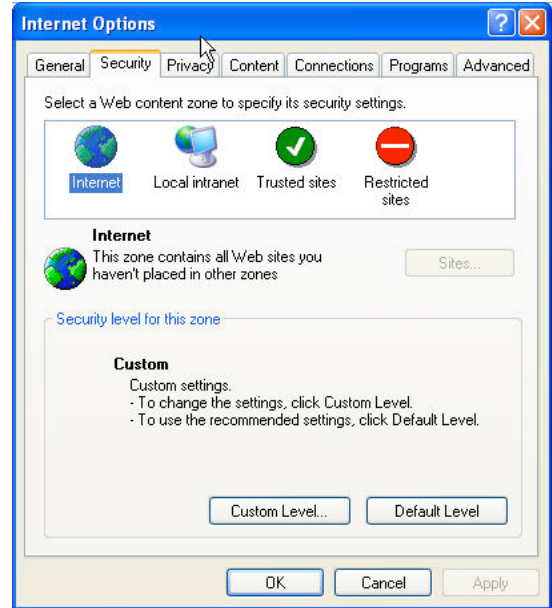 Internet Options
General Security Privacy Content Connections Programs Advanced
Select a Web content zone to specify its security settings.
Internet Local intranet Trusted sites Restricted
sites
Internet
This zone contains all Web sites you
haven't placed in other zones
Sites...
Security level for this zone
Custom
Custom settings.
- To change the settings, click Custom Level.
- To use the recommended settings, click Default Level.
Custom Level... Default Level
OK Cancel Apply